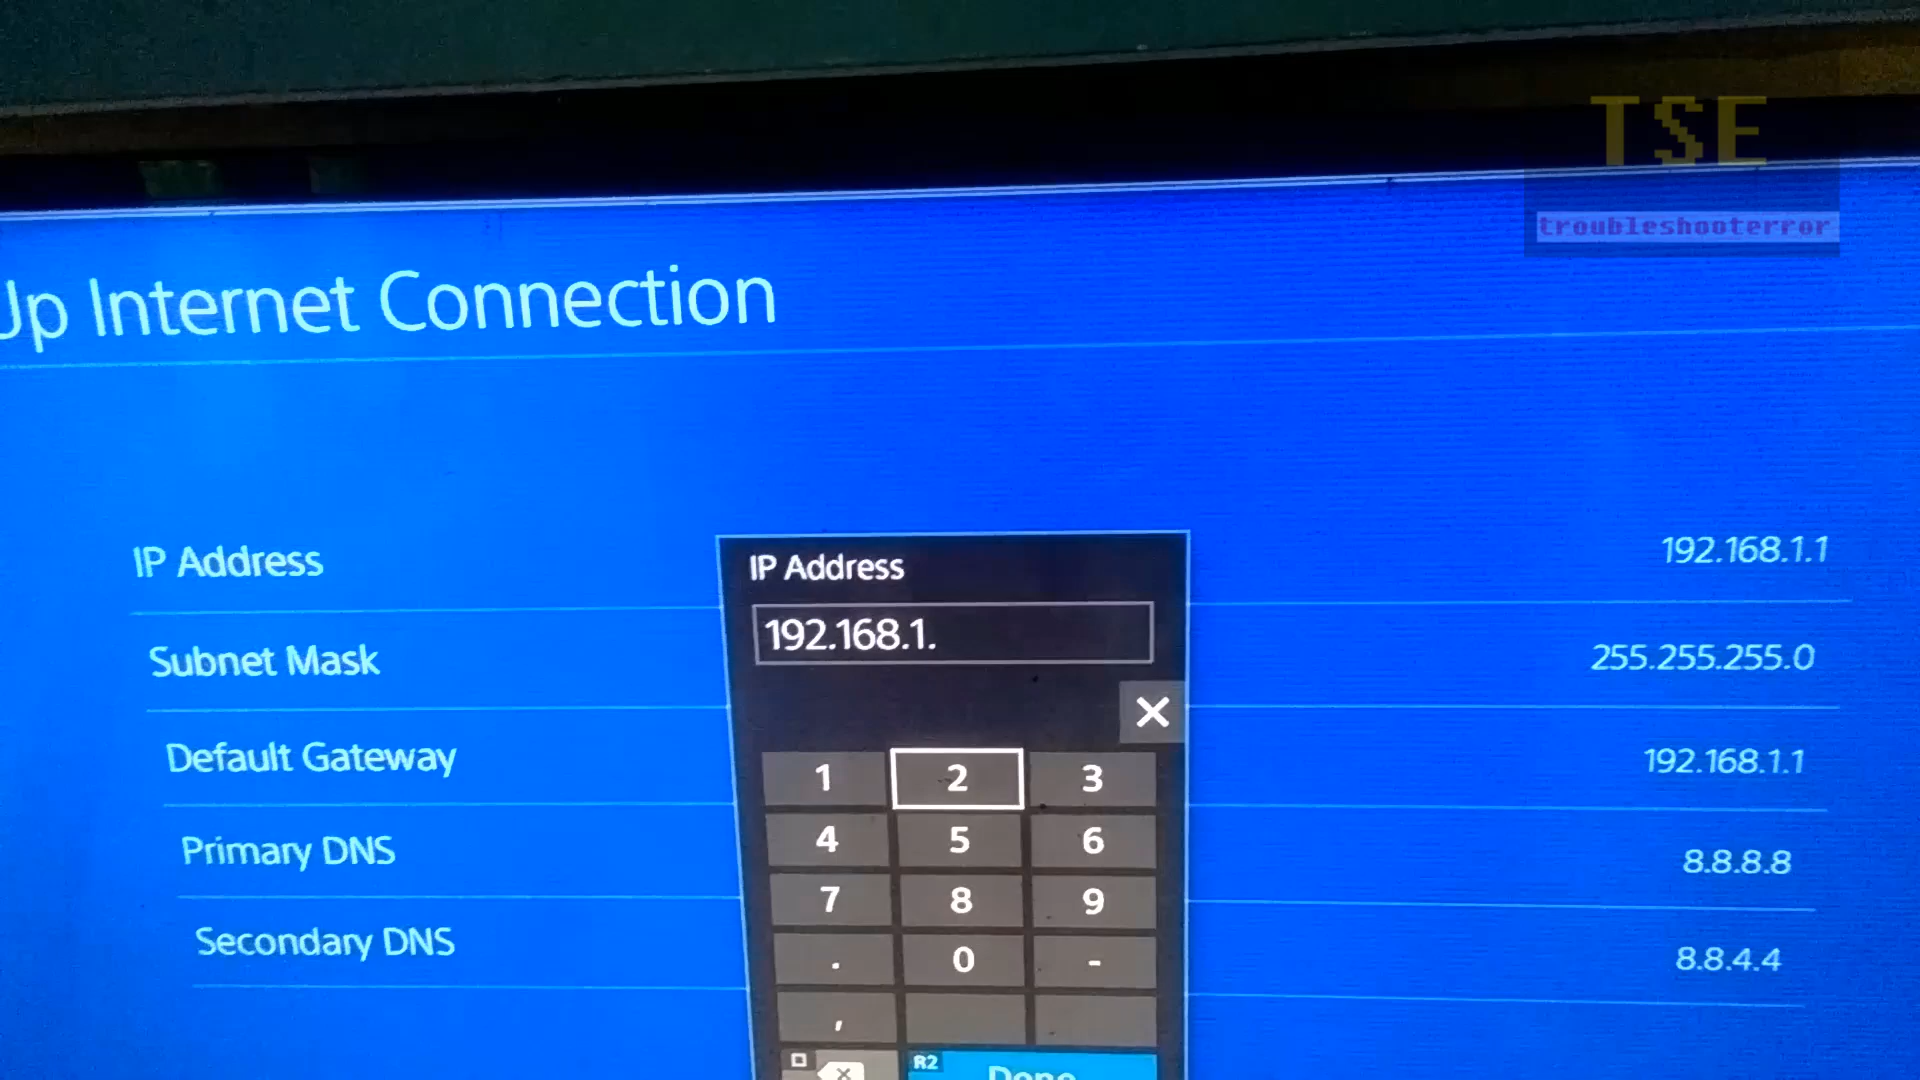 TSE
troubleshooterror
Up Internet Connection
IP Address 192.168.1.1
Subnet Mask 255.255.255.0
Default Gateway 192.168.1.1
Primary DNS 8.8.8.8
Secondary DNS 8.8.4.4
IP Address
192.168.1.
1 2 3
4 5 6
7 8 9
. 0 -
,
R2 Done